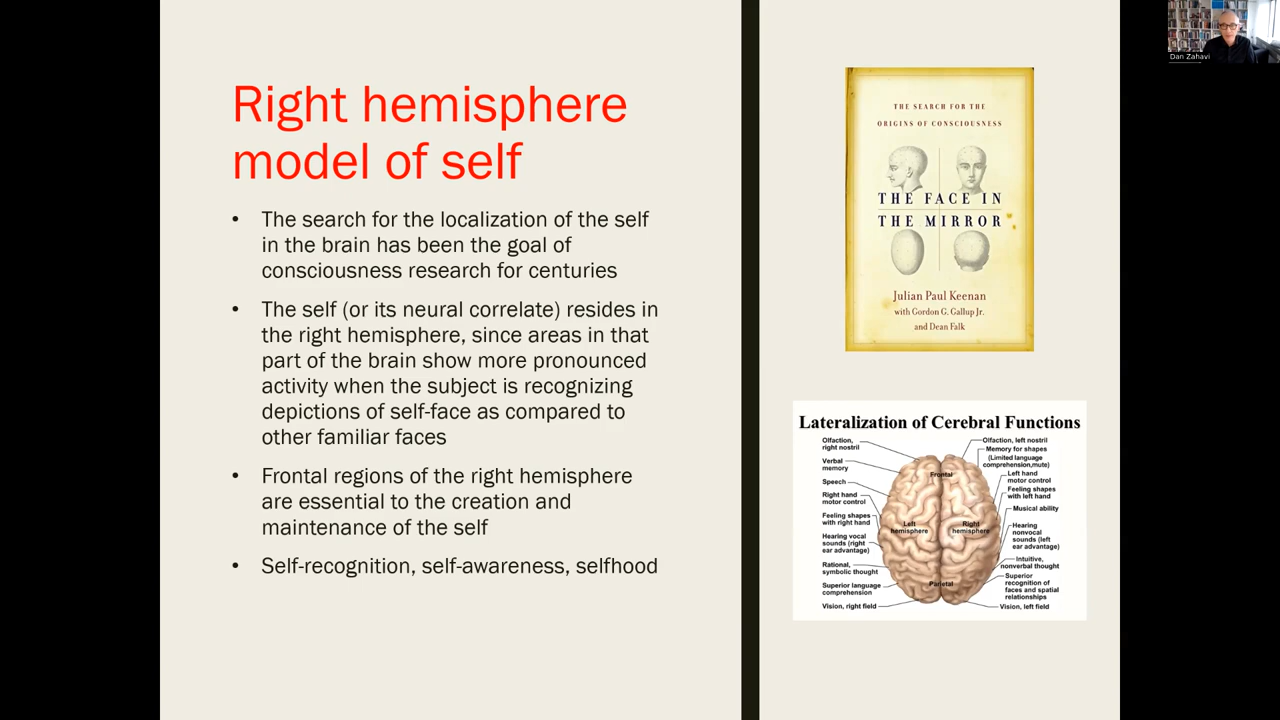 Right hemisphere
model of self
• The search for the localization of the self
in the brain has been the goal of
consciousness research for centuries
• The self (or its neural correlate) resides in
the right hemisphere, since areas in that
part of the brain show more pronounced
activity when the subject is recognizing
depictions of self-face as compared to
other familiar faces
• Frontal regions of the right hemisphere
are essential to the creation and
maintenance of the self
• Self-recognition, self-awareness, selfhood
THE SEARCH FOR THE
ORIGINS OF CONSCIOUSNESS
THE FACE IN
THE MIRROR
Julian Paul Keenan
with Gordon G. Gallup Jr.
and Dean Falk
Lateralization of Cerebral Functions
Olfaction,
right nostril
Verbal
memory
Speech
Right hand
motor control
Feeling shapes
with right hand
Hearing vocal
sounds (right
ear advantage)
Rational,
symbolic thought
Superior language
comprehension
Vision, right field
Frontal
Left
hemisphere
Right
hemisphere
Parietal
Olfaction, left nostril
Memory for shapes
(Limited language
comprehension,mute)
Left hand
motor control
Feeling shapes
with left hand
Musical ability
Hearing
nonvocal
sounds (left
ear advantage)
Intuitive,
nonverbal thought
Superior
recognition of
faces and spatial
relationships
Vision, left field
Dan Zahavi